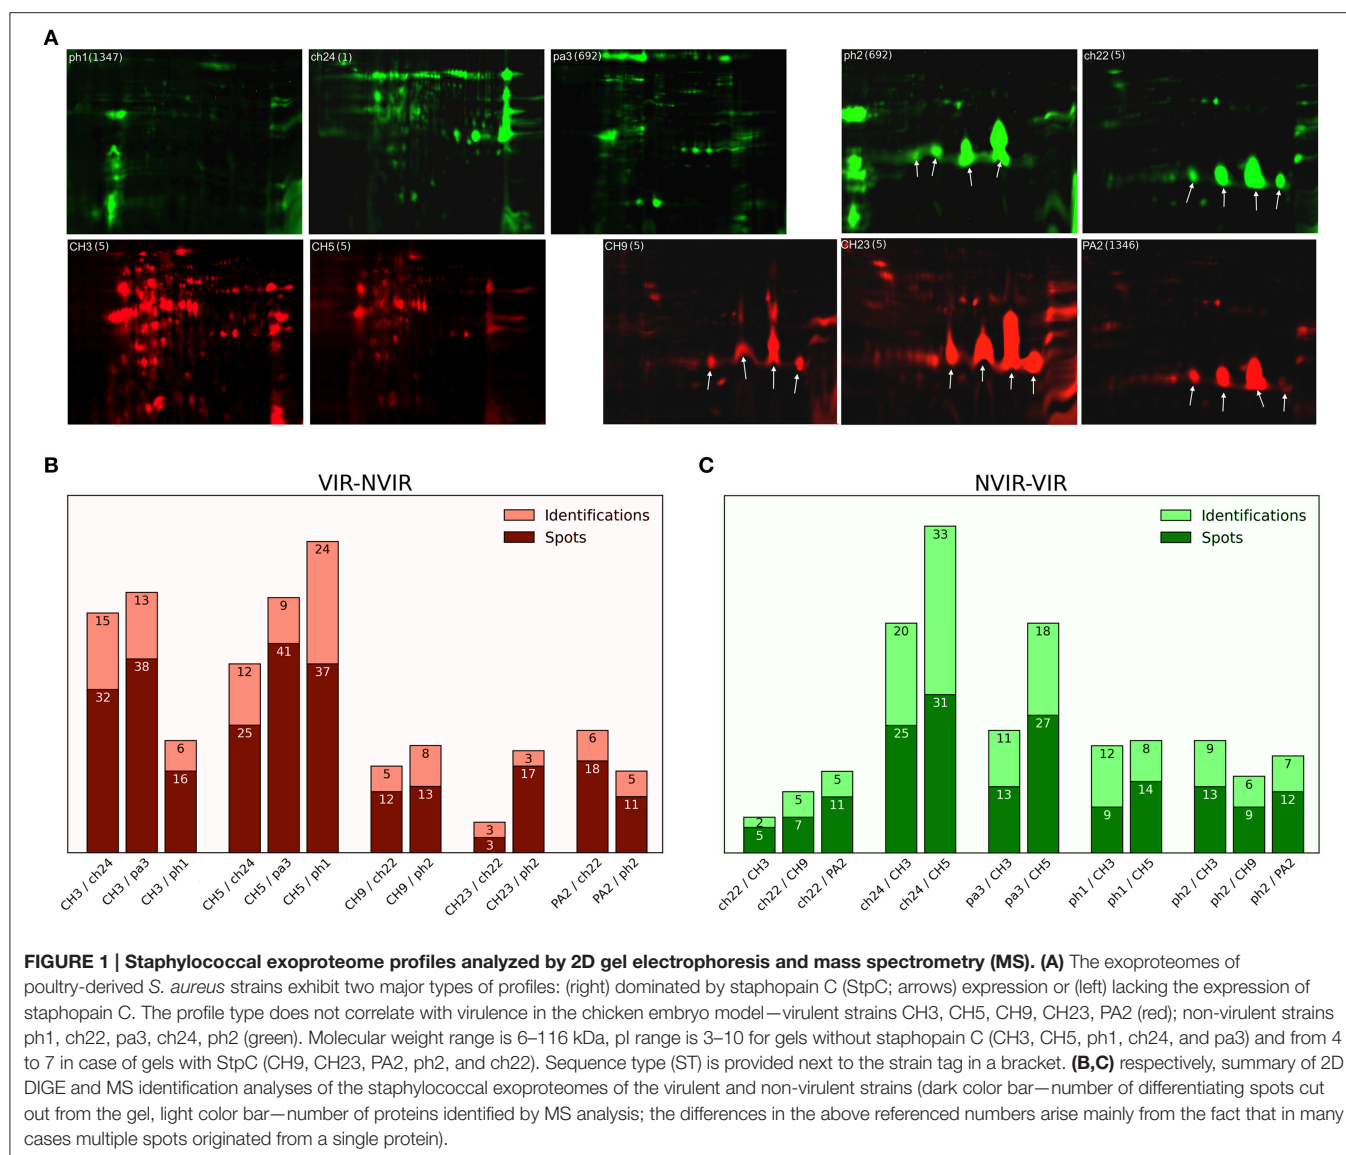 A
ph1(1347)
ch24(1)
pa3(692)
ph2(692)
ch22(5)
CH3(5)
CH5(5)
CH9(5)
CH23(5)
PA2(1346)
B
VIR-NVIR
Identifications
Spots
15
32
13
38
6
16
12
25
9
41
24
37
5
12
8
13
3
3
3
17
6
18
5
11
CH3 / ch24
CH3 / pa3
CH3 / ph1
CH5 / ch24
CH5 / pa3
CH5 / ph1
CH9 / ch22
CH9 / ph2
CH23 / ch22
CH23 / ph2
PA2 / ch22
PA2 / ph2
C
NVIR-VIR
Identifications
Spots
2
5
5
7
5
11
20
25
33
31
11
13
18
27
12
9
8
14
9
13
6
9
7
12
ch22 / CH3
ch22 / CH9
ch22 / PA2
ch24 / CH3
ch24 / CH5
pa3 / CH3
pa3 / CH5
ph1 / CH3
ph1 / CH5
ph2 / CH3
ph2 / CH9
ph2 / PA2
FIGURE 1 | Staphylococcal exoproteome profiles analyzed by 2D gel electrophoresis and mass spectrometry (MS). (A) The exoproteomes of
poultry-derived S. aureus strains exhibit two major types of profiles: (right) dominated by staphopain C (StpC; arrows) expression or (left) lacking the expression of
staphopain C. The profile type does not correlate with virulence in the chicken embryo model—virulent strains CH3, CH5, CH9, CH23, PA2 (red); non-virulent strains
ph1, ch22, pa3, ch24, ph2 (green). Molecular weight range is 6–116 kDa, pI range is 3–10 for gels without staphopain C (CH3, CH5, ph1, ch24, and pa3) and from 4
to 7 in case of gels with StpC (CH9, CH23, PA2, ph2, and ch22). Sequence type (ST) is provided next to the strain tag in a bracket. (B,C) respectively, summary of 2D
DIGE and MS identification analyses of the staphylococcal exoproteomes of the virulent and non-virulent strains (dark color bar—number of differentiating spots cut
out from the gel, light color bar—number of proteins identified by MS analysis; the differences in the above referenced numbers arise mainly from the fact that in many
cases multiple spots originated from a single protein).